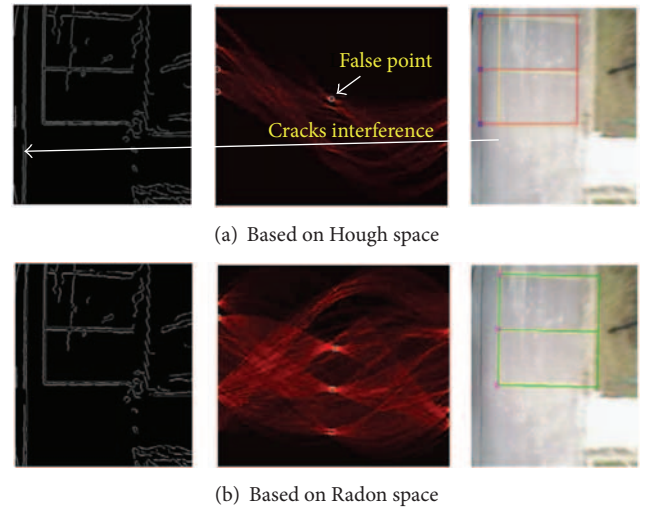 False point
Cracks interference
(a) Based on Hough space
(b) Based on Radon space